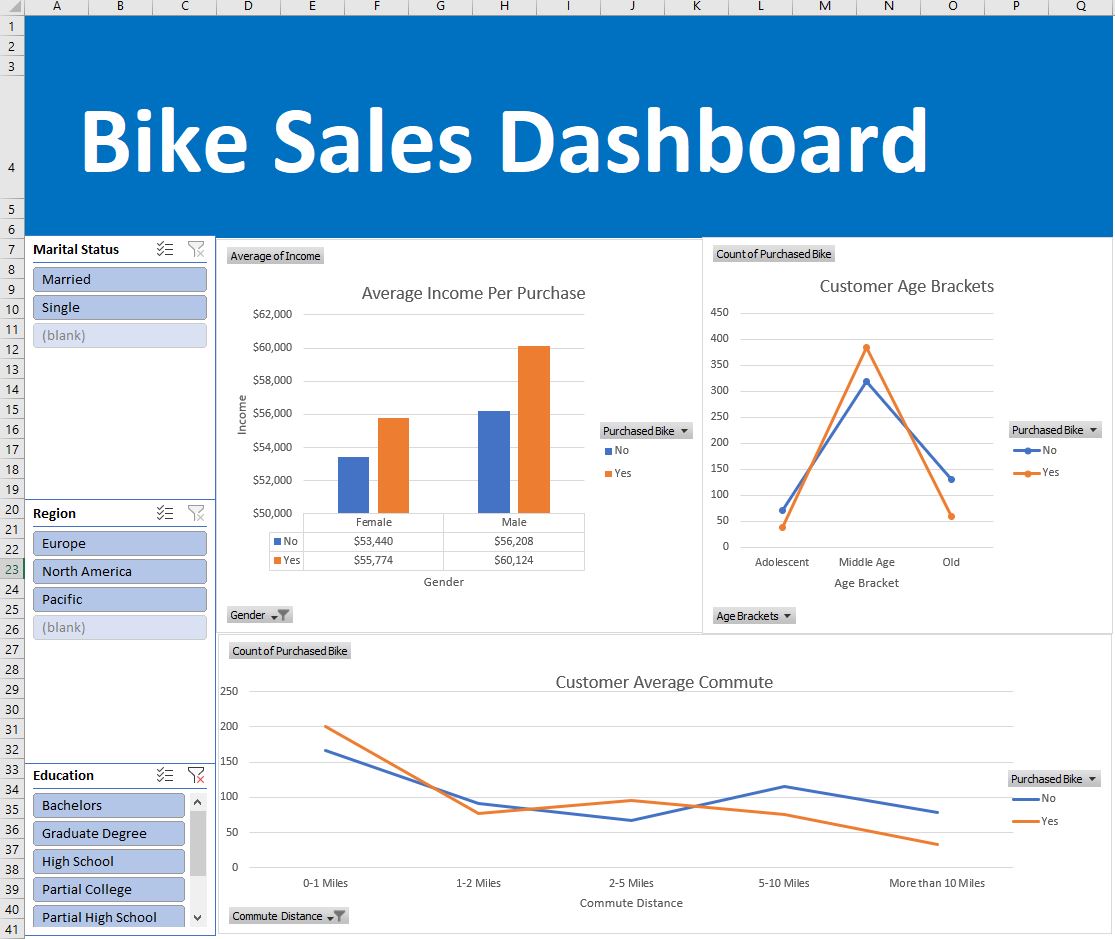 A B C D E F G H I J K L M N O P Q
1
2
3
4
5
6
7
8
9
10
11
12
13
14
15
16
17
18
19
20
21
22
23
24
25
26
27
28
29
30
31
32
33
34
35
36
37
38
39
40
41
Bike Sales Dashboard
Marital Status
Married
Single
(blank)
Region
Europe
North America
Pacific
(blank)
Education
Bachelors
Graduate Degree
High School
Partial College
Partial High School
Average of Income
Average Income Per Purchase
Income
$62,000
$60,000
$58,000
$56,000
$54,000
$52,000
$50,000
Female Male
No $53,440 $56,208
Yes $55,774 $60,124
Gender
Purchased Bike
No
Yes
Gender
Count of Purchased Bike
Customer Age Brackets
450
400
350
300
250
200
150
100
50
0
Adolescent Middle Age Old
Age Bracket
Purchased Bike
No
Yes
Age Brackets
Count of Purchased Bike
Customer Average Commute
250
200
150
100
50
0
0-1 Miles 1-2 Miles 2-5 Miles 5-10 Miles More than 10 Miles
Commute Distance
Purchased Bike
No
Yes
Commute Distance